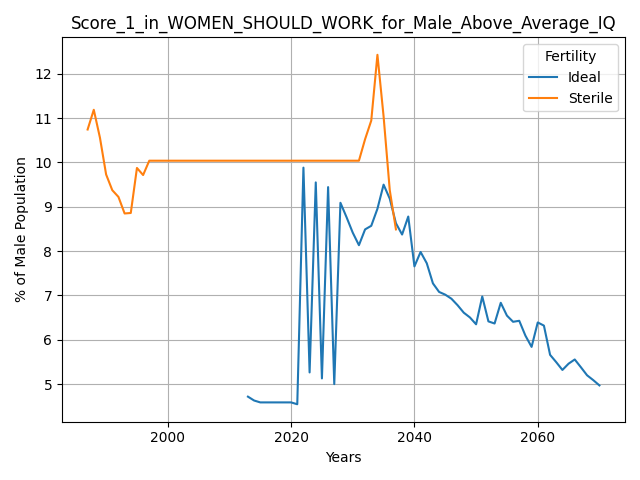 Score_1_in_WOMEN_SHOULD_WORK_for_Male_Above_Average_IQ
Fertility
Ideal
Sterile
% of Male Population
12
11
10
9
8
7
6
5
2000 2020 2040 2060
Years